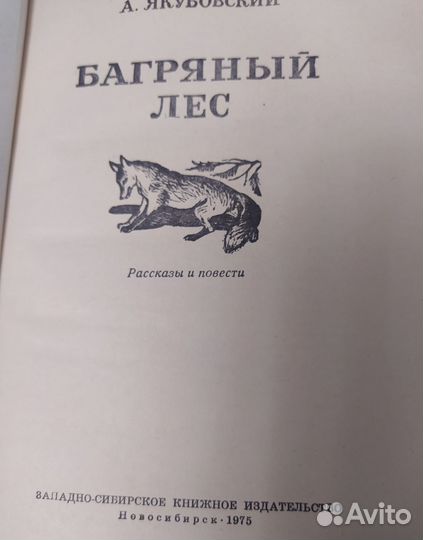 А. ЯКУБОВСКИЙ
БАГРЯНЫЙ
ЛЕС
Рассказы и повести
ЗАПАДНО-СИБИРСКОЕ КНИЖНОЕ ИЗДАТЕЛЬСТВО
Новосибирск · 1975
Avito